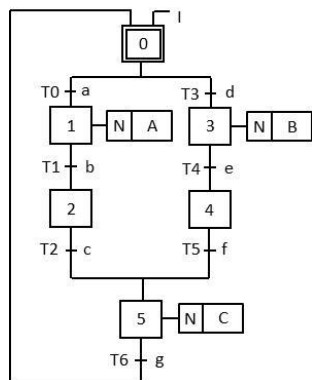 I
0
T0 a T3 d
1 N A 3 N B
T1 b T4 e
2 4
T2 c T5 f
5 N C
T6 g